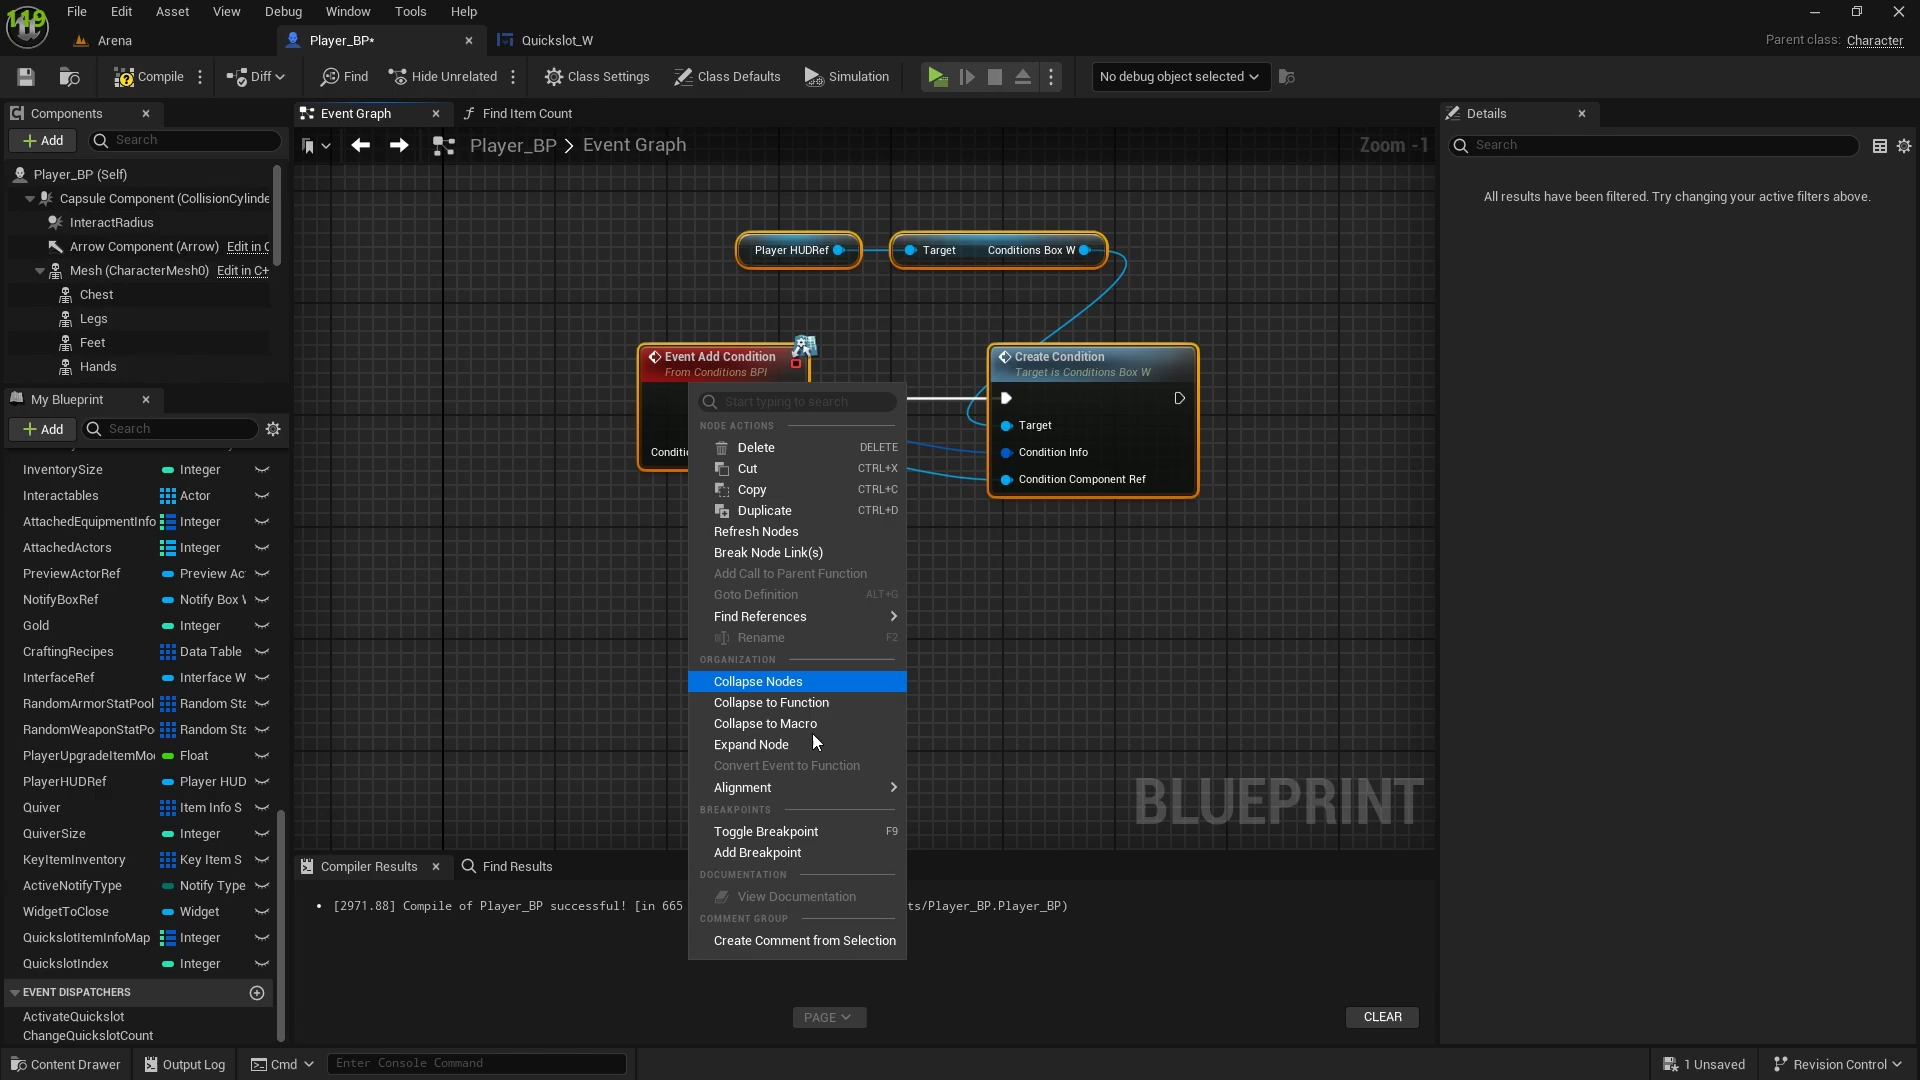 119
File Edit Asset View Debug Window Tools Help
Arena
Player_BP*
Quickslot_W
Parent class: Character
Compile
Diff
Find
Hide Unrelated
Class Settings
Class Defaults
Simulation
No debug object selected
Components
Add
Search
Player_BP (Self)
Capsule Component (CollisionCylinde
InteractRadius
Arrow Component (Arrow) Edit in C
Mesh (CharacterMesh0) Edit in C+
Chest
Legs
Feet
Hands
My Blueprint
Add
Search
InventorySize Integer
Interactables Actor
AttachedEquipmentInfo Integer
AttachedActors Integer
PreviewActorRef Preview Ac
NotifyBoxRef Notify Box
Gold Integer
CraftingRecipes Data Table
InterfaceRef Interface W
RandomArmorStatPool Random Sta
RandomWeaponStatPo Random Sta
PlayerUpgradeItemMo Float
PlayerHUDRef Player HUD
Quiver Item Info S
QuiverSize Integer
KeyItemInventory Key Item S
ActiveNotifyType Notify Type
WidgetToClose Widget
QuickslotItemInfoMap Integer
QuickslotIndex Integer
EVENT DISPATCHERS
ActivateQuickslot
ChangeQuickslotCount
Event Graph
Find Item Count
Player_BP > Event Graph
Zoom -1
Player HUDRef
Target Conditions Box W
Event Add Condition
From Conditions BPI
Conditi
Create Condition
Target is Conditions Box W
Target
Condition Info
Condition Component Ref
Start typing to search
NODE ACTIONS
Delete DELETE
Cut CTRL+X
Copy CTRL+C
Duplicate CTRL+D
Refresh Nodes
Break Node Link(s)
Add Call to Parent Function
Goto Definition ALT+G
Find References
Rename F2
ORGANIZATION
Collapse Nodes
Collapse to Function
Collapse to Macro
Expand Node
Convert Event to Function
Alignment
BREAKPOINTS
Toggle Breakpoint F9
Add Breakpoint
DOCUMENTATION
View Documentation
COMMENT GROUP
Create Comment from Selection
BLUEPRINT
Compiler Results
Find Results
[2971.88] Compile of Player_BP successful! [in 665
ts/Player_BP.Player_BP)
PAGE
CLEAR
Details
Search
All results have been filtered. Try changing your active filters above.
Content Drawer
Output Log
Cmd
Enter Console Command
1 Unsaved
Revision Control